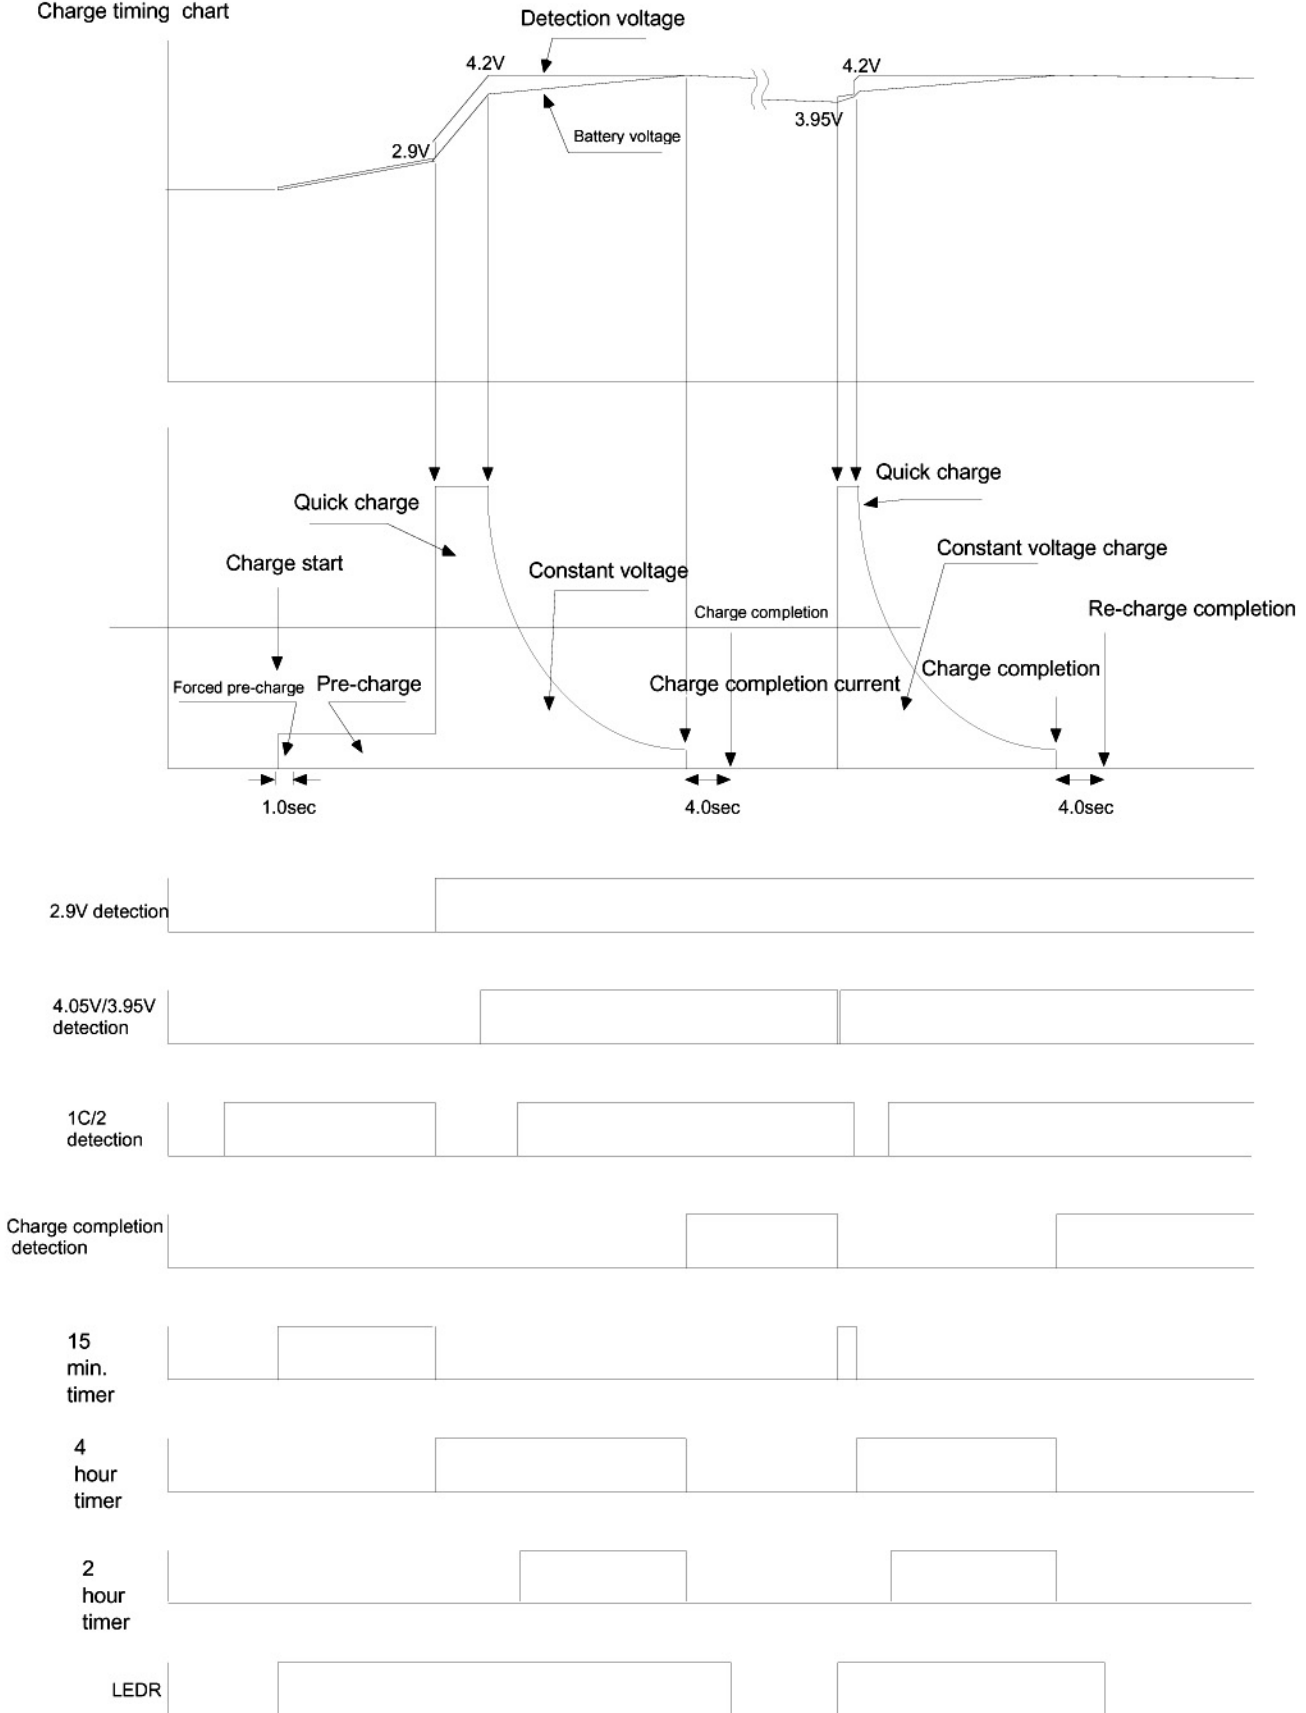 Charge timing chart
Detection voltage
4.2V
4.2V
3.95V
Battery voltage
2.9V
Quick charge
Quick charge
Charge start
Constant voltage
Constant voltage charge
Charge completion
Re-charge completion
Forced pre-charge
Pre-charge
Charge completion current
Charge completion
1.0sec
4.0sec
4.0sec
2.9V detection
4.05V/3.95V
detection
1C/2
detection
Charge completion
detection
15
min.
timer
4
hour
timer
2
hour
timer
LEDR